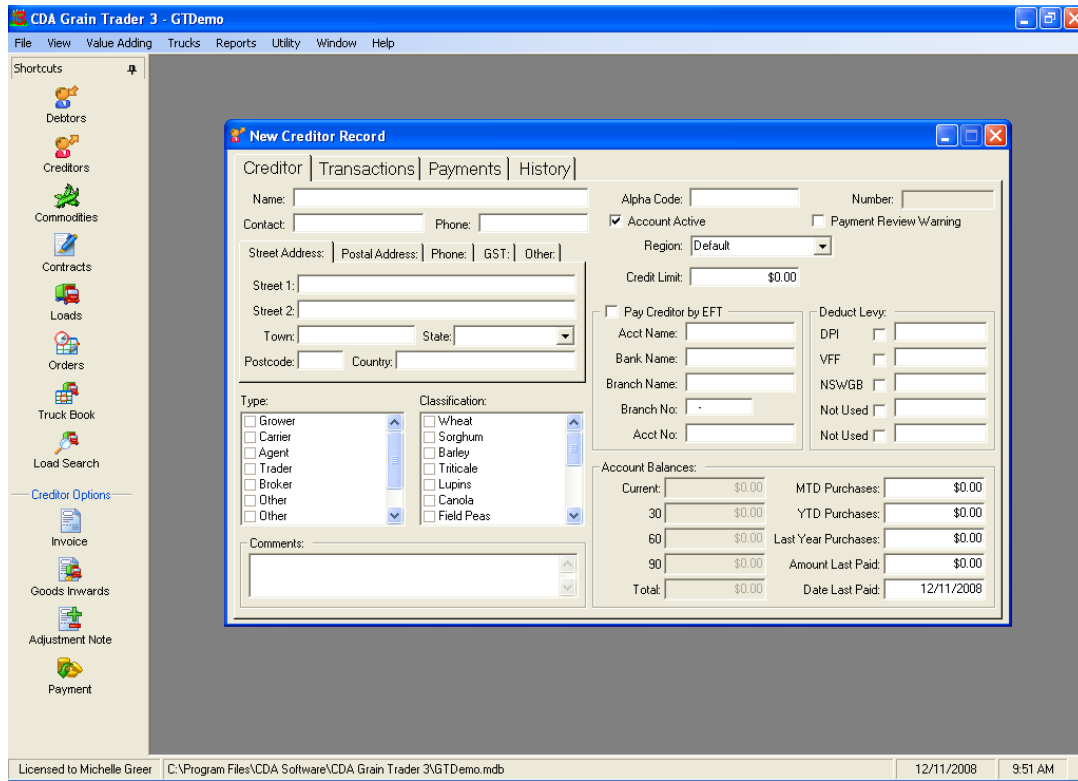 CDA Grain Trader 3 - GTDemo
File View Value Adding Trucks Reports Utility Window Help
Shortcuts
Debtors
Creditors
Commodities
Contracts
Loads
Orders
Truck Book
Load Search
Creditor Options
Invoice
Goods Inwards
Adjustment Note
Payment
New Creditor Record
Creditor Transactions Payments History
Name:
Contact: Phone:
Street Address: Postal Address: Phone: GST: Other:
Street 1:
Street 2:
Town: State:
Postcode: Country:
Type:
Grower
Carrier
Agent
Trader
Broker
Other
Other
Classification:
Wheat
Sorghum
Barley
Triticale
Lupins
Canola
Field Peas
Comments:
Alpha Code: Number:
Account Active Payment Review Warning
Region: Default
Credit Limit: $0.00
Pay Creditor by EFT
Acct Name:
Bank Name:
Branch Name:
Branch No: -
Acct No:
Deduct Levy:
DPI
VFF
NSWGB
Not Used
Not Used
Account Balances:
Current: $0.00 MTD Purchases: $0.00
30 $0.00 YTD Purchases: $0.00
60 $0.00 Last Year Purchases: $0.00
90 $0.00 Amount Last Paid: $0.00
Total: $0.00 Date Last Paid: 12/11/2008
Licensed to Michelle Greer C:\Program Files\CDA Software\CDA Grain Trader 3\GTDemo.mdb 12/11/2008 9:51 AM